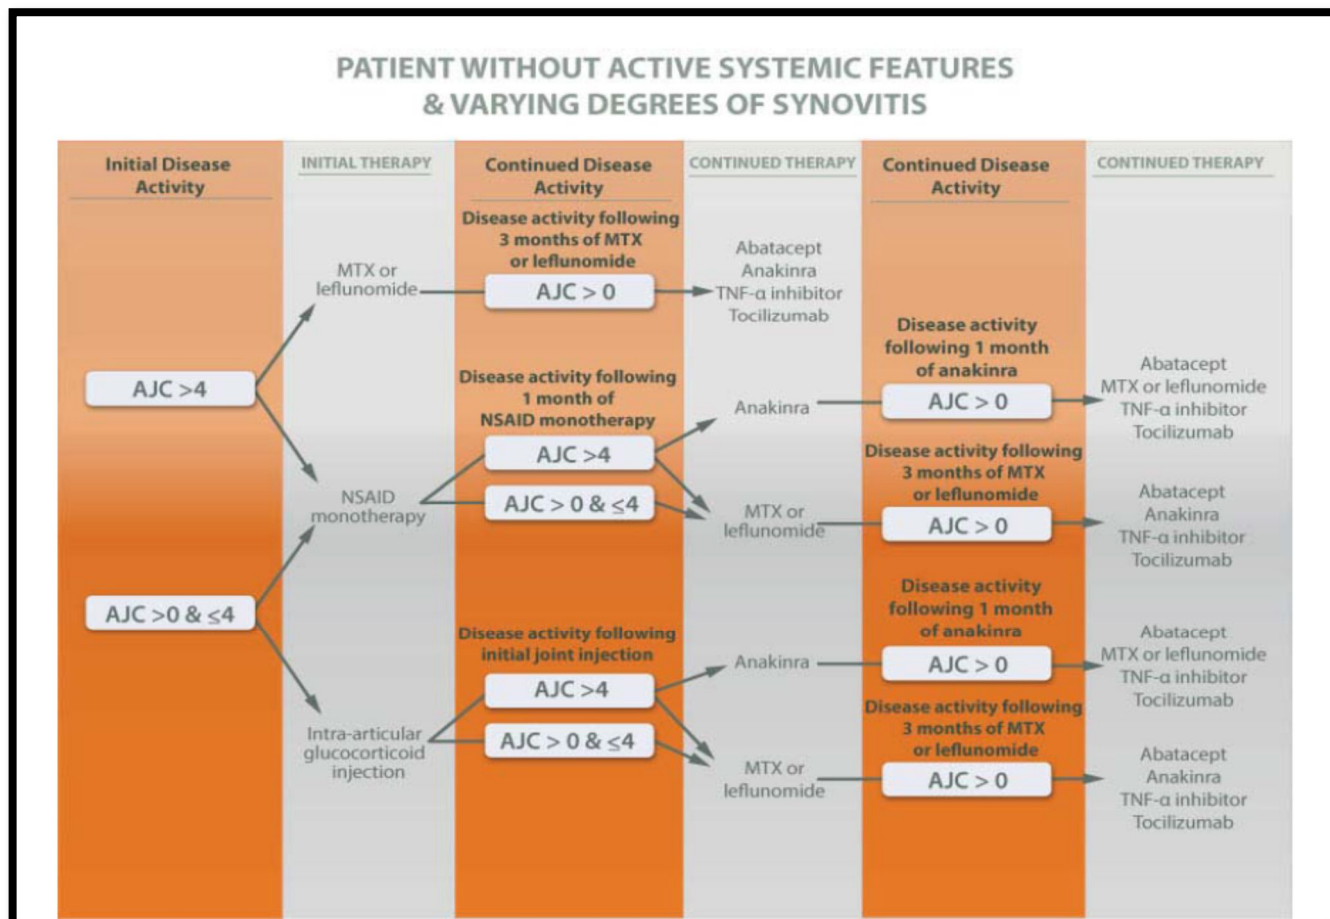 PATIENT WITHOUT ACTIVE SYSTEMIC FEATURES
& VARYING DEGREES OF SYNOVITIS
Initial Disease
Activity
AJC >4
AJC >0 & ≤4
INITIAL THERAPY
MTX or
leflunomide
NSAID
monotherapy
Intra-articular
glucocorticoid
injection
Continued Disease
Activity
Disease activity following
3 months of MTX
or leflunomide
AJC > 0
Disease activity following
1 month of
NSAID monotherapy
AJC >4
AJC > 0 & ≤4
Disease activity following
initial joint injection
AJC >4
AJC > 0 & ≤4
CONTINUED THERAPY
Abatacept
Anakinra
TNF-α inhibitor
Tocilizumab
Anakinra
MTX or
leflunomide
Anakinra
MTX or
leflunomide
Continued Disease
Activity
Disease activity
following 1 month
of anakinra
AJC > 0
Disease activity following
3 months of MTX
or leflunomide
AJC > 0
Disease activity
following 1 month
of anakinra
AJC > 0
Disease activity following
3 months of MTX
or leflunomide
AJC > 0
CONTINUED THERAPY
Abatacept
MTX or leflunomide
TNF-α inhibitor
Tocilizumab
Abatacept
Anakinra
TNF-α inhibitor
Tocilizumab
Abatacept
MTX or leflunomide
TNF-α inhibitor
Tocilizumab
Abatacept
Anakinra
TNF-α inhibitor
Tocilizumab